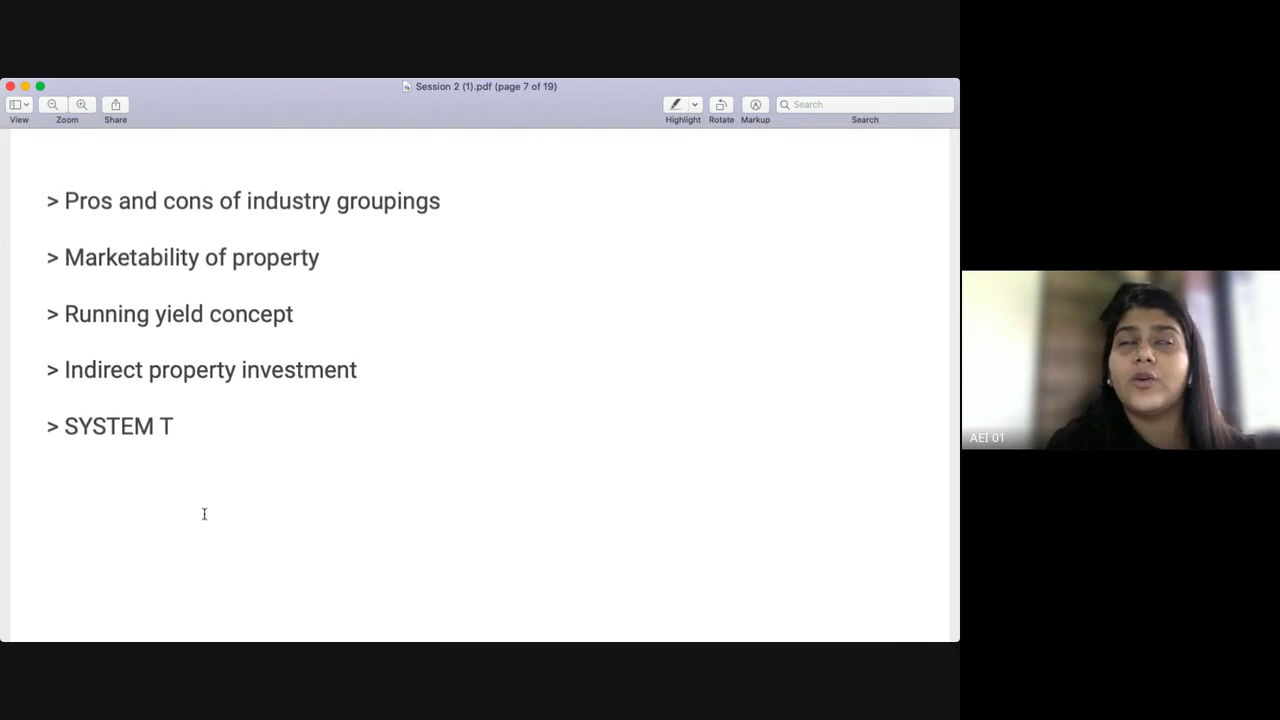 Session 2 (1).pdf (page 7 of 19)
Search
View
Zoom
Share
Highlight
Rotate
Markup
Search
> Pros and cons of industry groupings
> Marketability of property
> Running yield concept
> Indirect property investment
> SYSTEM T
AEI 01